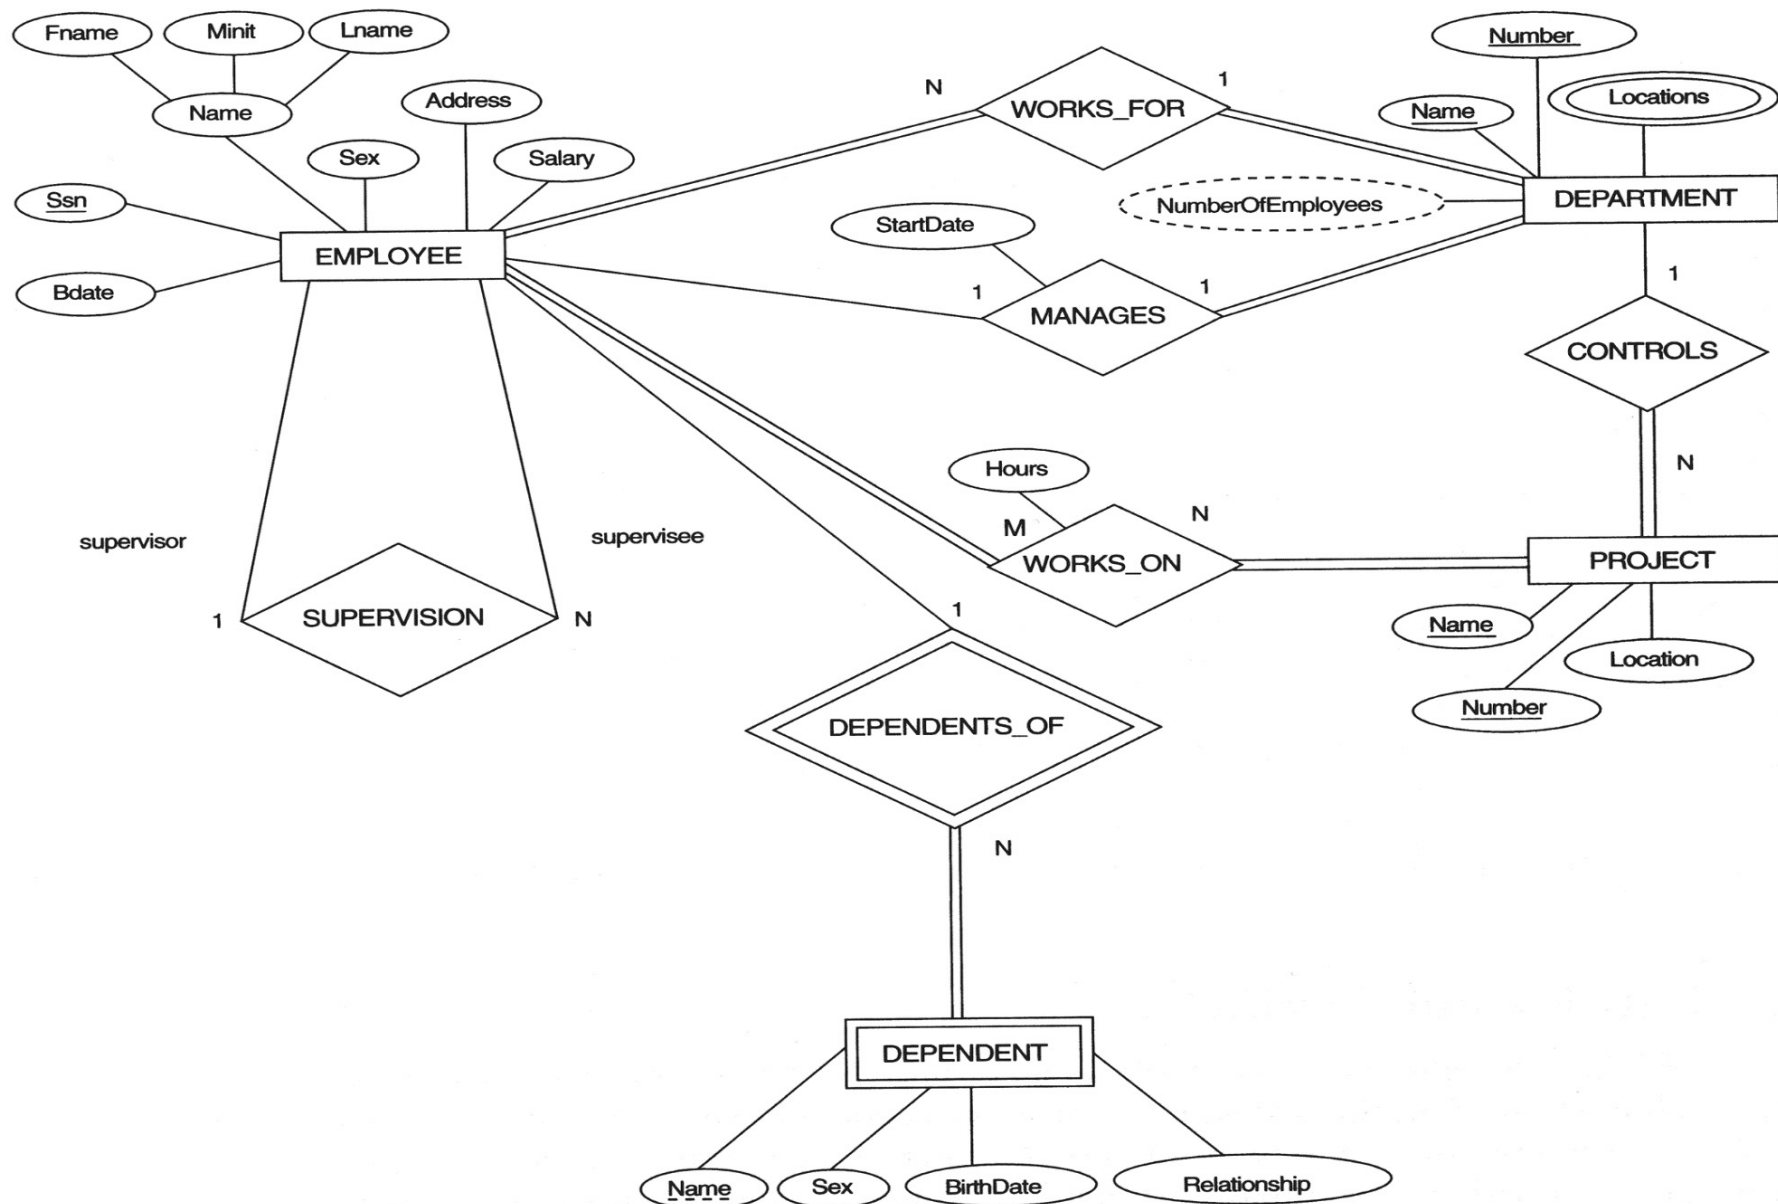 Fname
Minit
Lname
Number
Name
Address
N
1
WORKS_FOR
Name
Locations
Sex
Salary
Ssn
NumberOfEmployees
DEPARTMENT
StartDate
EMPLOYEE
Bdate
1
1
MANAGES
1
CONTROLS
Hours
N
supervisor
supervisee
M
N
WORKS_ON
PROJECT
1
SUPERVISION
N
1
Name
Location
Number
DEPENDENTS_OF
N
DEPENDENT
Name
Sex
BirthDate
Relationship